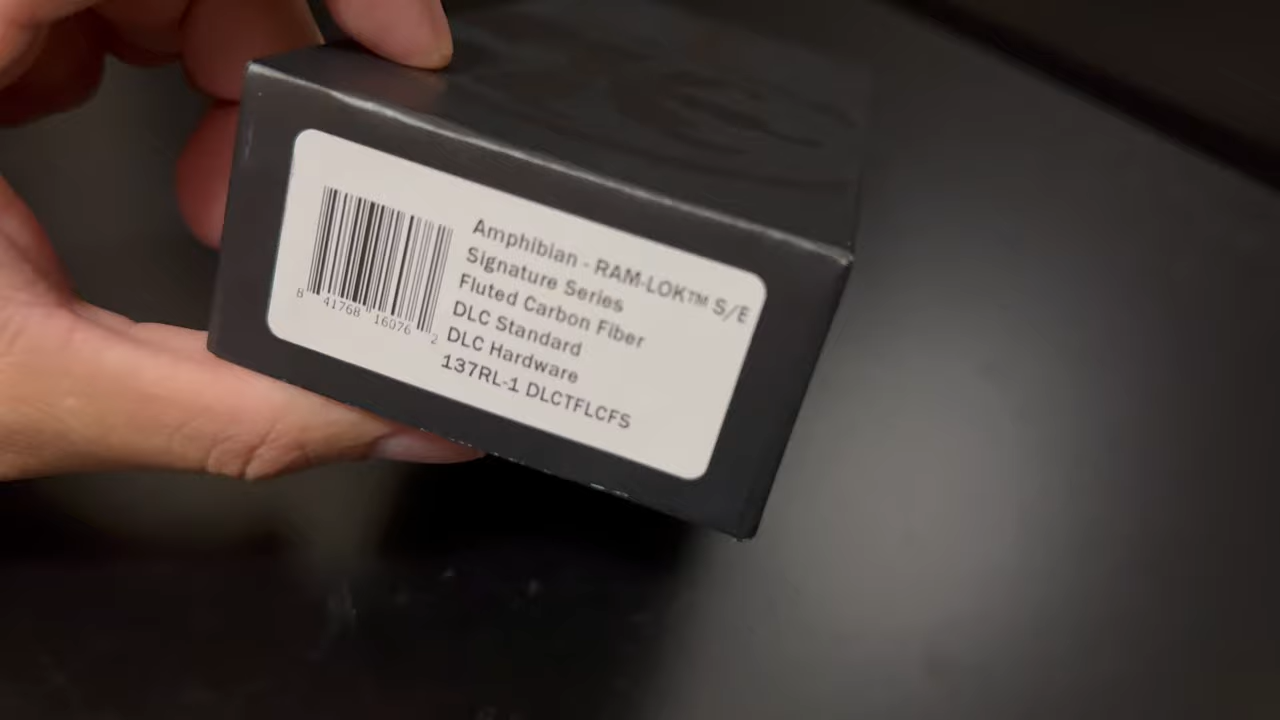 Amphibian - RAM-LOK™ S/E
Signature Series
Fluted Carbon Fiber
DLC Standard
DLC Hardware
137RL-1 DLCTFLCFS
8 41768 16076 2